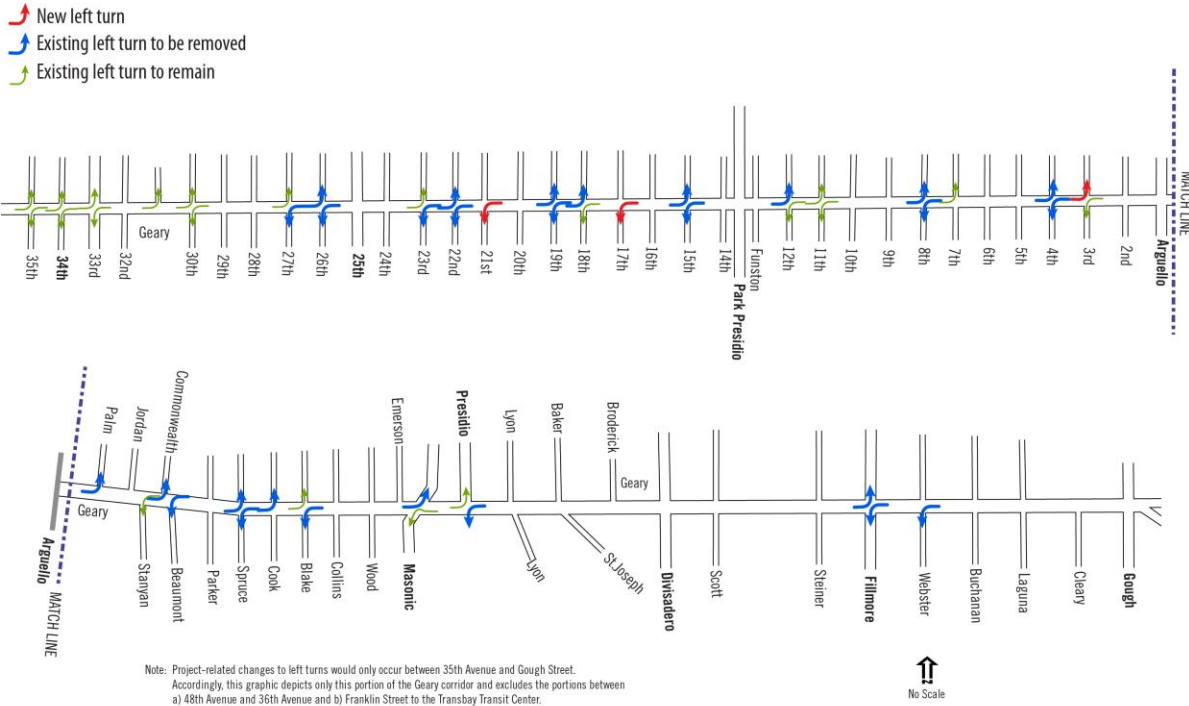 New left turn
Existing left turn to be removed
Existing left turn to remain
MATCH LINE
Geary
35th
34th
33rd
32nd
30th
29th
28th
27th
26th
25th
24th
23rd
22nd
21st
20th
19th
18th
17th
16th
15th
14th
Park Presidio
Funston
12th
11th
10th
9th
8th
7th
6th
5th
4th
3rd
2nd
Arguello
Palm
Jordan
Commonwealth
Emerson
Presidio
Lyon
Baker
Broderick
Geary
Geary
Arguello
MATCH LINE
Stanyan
Beaumont
Parker
Spruce
Cook
Blake
Collins
Wood
Masonic
Lyon
St.Joseph
Divisadero
Scott
Steiner
Fillmore
Webster
Buchanan
Laguna
Cleary
Gough
Note: Project-related changes to left turns would only occur between 35th Avenue and Gough Street.
Accordingly, this graphic depicts only this portion of the Geary corridor and excludes the portions between
a) 48th Avenue and 36th Avenue and b) Franklin Street to the Transbay Transit Center.
No Scale